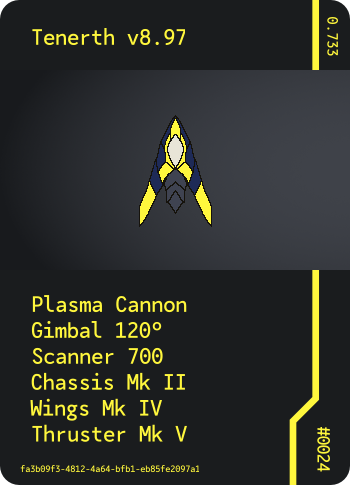 Tenerth v8.97
0.733
Plasma Cannon
Gimbal 120°
Scanner 700
Chassis Mk II
Wings Mk IV
Thruster Mk V
#0024
fa3b09f3-4812-4a64-bfb1-eb85fe2097a1